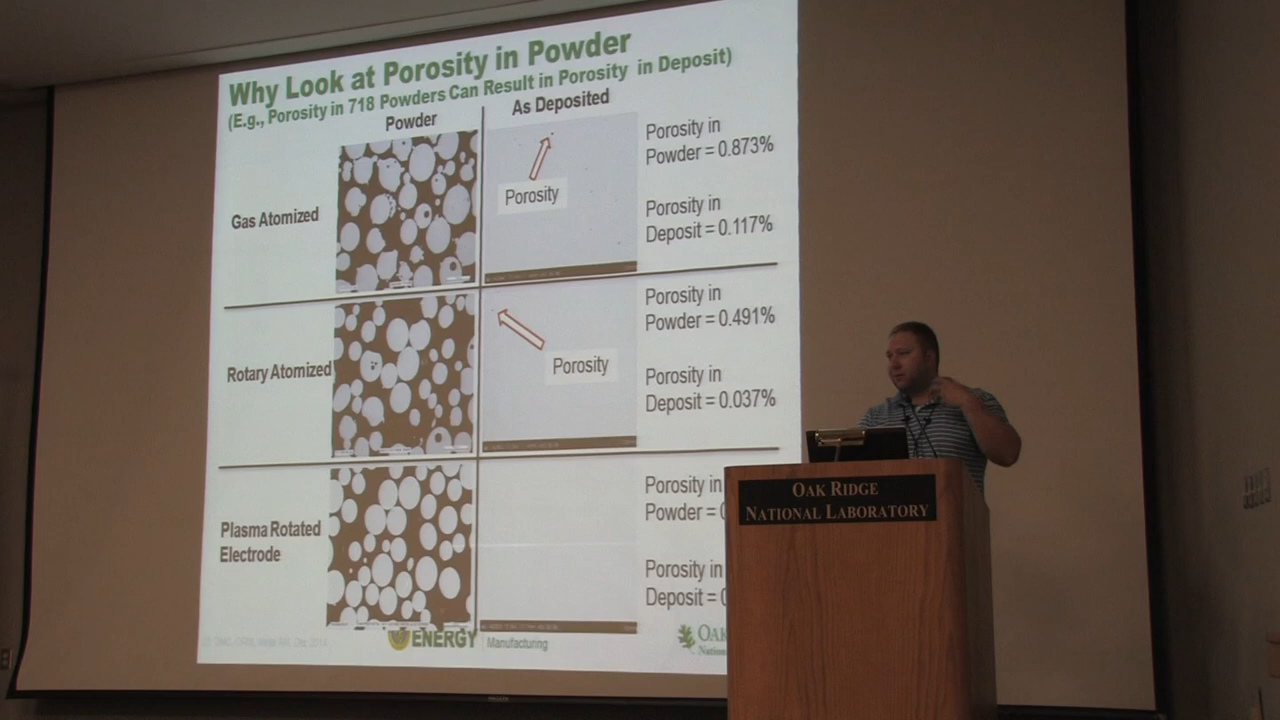 Why Look at Porosity in Powder
(E.g., Porosity in 718 Powders Can Result in Porosity in Deposit)
Powder
As Deposited
Gas Atomized
Porosity
Porosity in
Powder = 0.873%
Porosity in
Deposit = 0.117%
Rotary Atomized
Porosity
Porosity in
Powder = 0.491%
Porosity in
Deposit = 0.037%
Plasma Rotated
Electrode
Porosity in
Powder = 
Porosity in
Deposit = 
ENERGY
Manufacturing
OAK RIDGE
NATIONAL LABORATORY